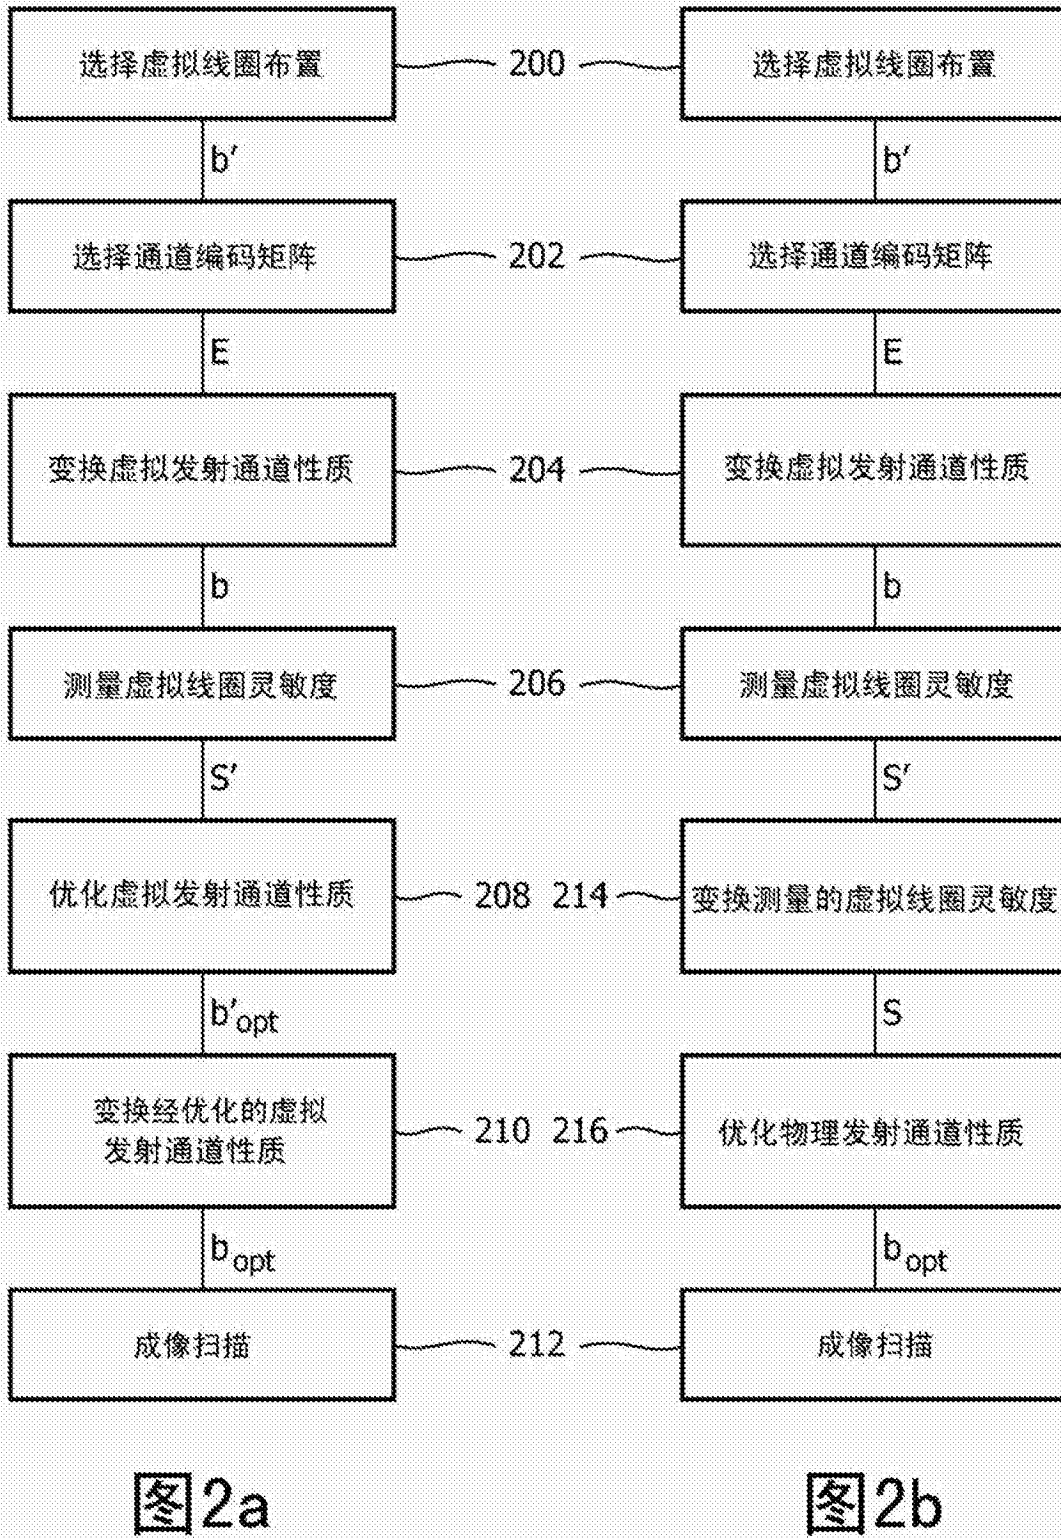 选择虚拟线圈布置
200
选择虚拟线圈布置
b′
b′
选择通道编码矩阵
202
选择通道编码矩阵
E
E
变换虚拟发射通道性质
204
变换虚拟发射通道性质
b
b
测量虚拟线圈灵敏度
206
测量虚拟线圈灵敏度
S′
S′
优化虚拟发射通道性质
208
214
变换测量的虚拟线圈灵敏度
b′opt
S
变换经优化的虚拟
发射通道性质
210
216
优化物理发射通道性质
bopt
bopt
成像扫描
212
成像扫描
图2a
图2b